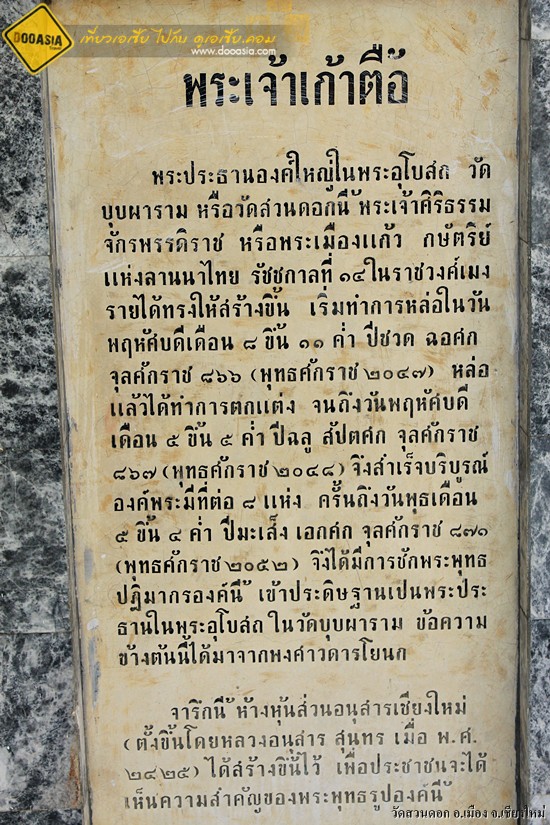 DOOASIA
เที่ยวเอเชีย ไปกับ ดูเอเชีย.คอม
www.dooasia.com
พระเจ้าเก้าตื้อ
พระประธานองค์ใหญ่ในพระอุโบสถ วัด
บุบผาราม หรือวัดสวนดอกนี้ พระเจ้าศิริธรรม
จักรพรรดิราช หรือพระเมืองแก้ว กษัตริย์
แห่งลานนาไทย รัชชกาลที่ ๑๔ ในราชวงค์เมง
รายได้ทรงให้สร้างขึ้น เริ่มทำการหล่อในวัน
พฤหัศบดีเดือน ๘ ขึ้น ๑๑ ค่ำ ปีชวด ฉอศก
จุลศักราช ๘๖๖ (พุทธศักราช ๒๐๔๗) หล่อ
แล้วได้ทำการตกแต่ง จนถึงวันพฤหัศบดี
เดือน ๕ ขึ้น ๕ ค่ำ ปีฉลู สัปตศก จุลศักราช
๘๖๗ (พุทธศักราช ๒๐๔๘) จึงสำเร็จบริบูรณ์
องค์พระมีที่ต่อ ๘ แห่ง ครั้นถึงวันพุธเดือน
๕ ขึ้น ๔ ค่ำ ปีมะเส็ง เอกศก จุลศักราช ๘๗๑
(พุทธศักราช ๒๐๕๒) จึงได้มีการชักพระพุทธ
ปฏิมากรองค์นี้ เข้าประดิษฐานเปนพระประ
ธานในพระอุโบสถ ในวัดบุบผาราม ข้อความ
ข้างต้นนี้ได้มาจากพงศาวดารโยนก
จารึกนี้ ห้างหุ้นส่วนอนุสารเชียงใหม่
(ตั้งขึ้นโดยหลวงอนุสาร สุนทร เมื่อ พ.ศ.
๒๔๒๕) ได้สร้างขึ้นไว้ เพื่อประชาชนจะได้
เห็นความสำคัญของพระพุทธรูปองค์นี้
วัดสวนดอก อ.เมือง จ.เชียงใหม่